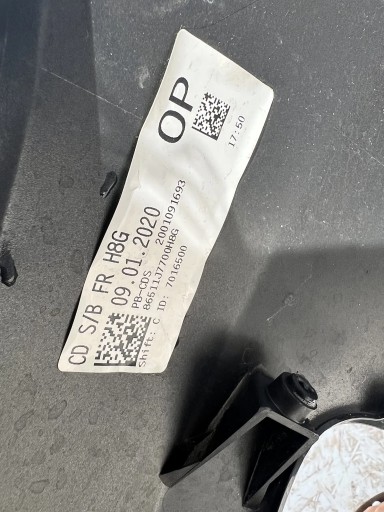 OP
17:50
CD S/B FR H8G
09.01.2020
PB-CDS 2001091693
86511J7700H8G
Shift: C ID: 7016500